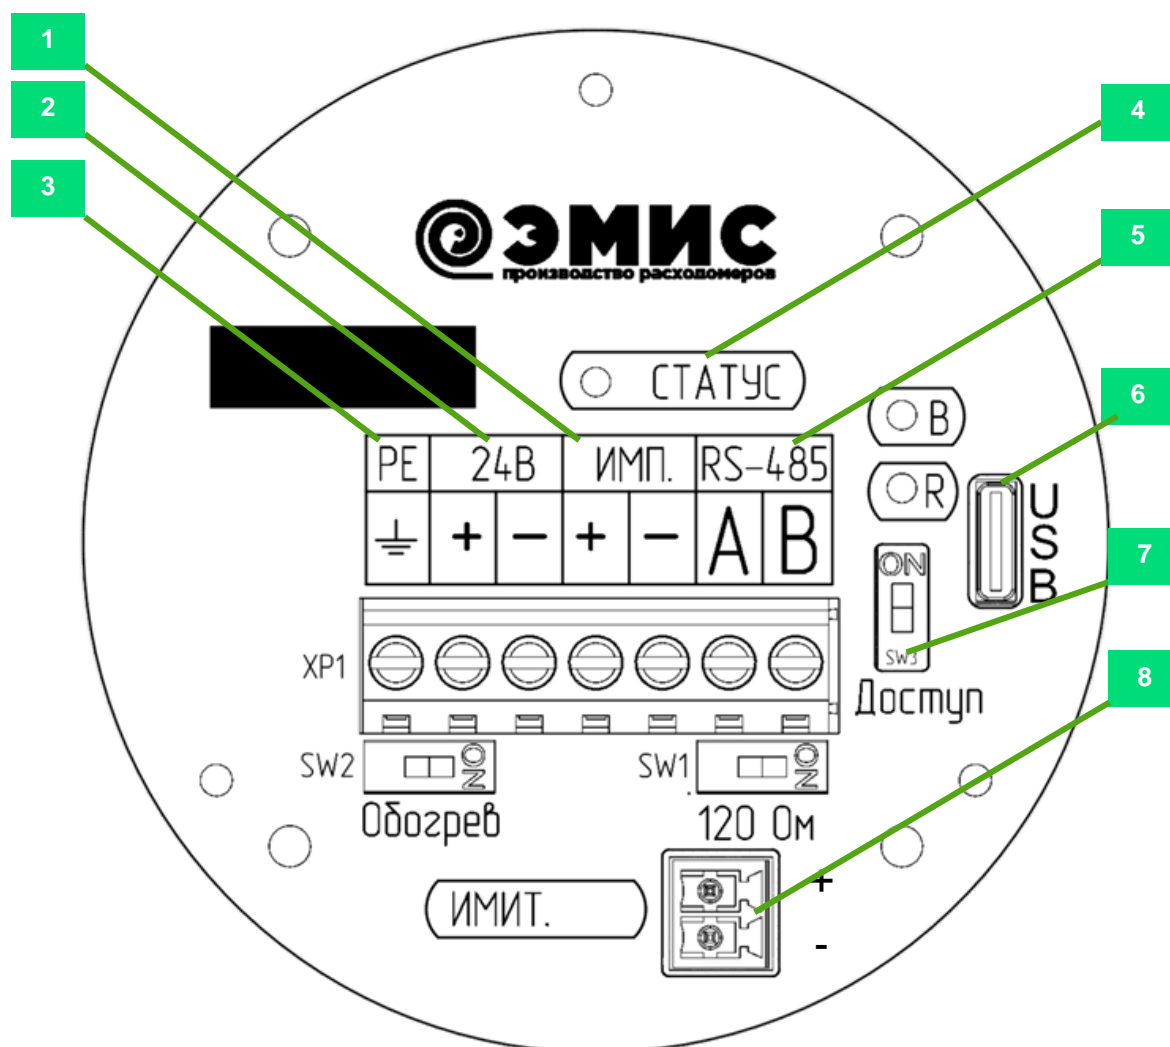 1
2
3
4
5
6
7
8
ЭМИС
производство расходомеров
СТАТУС
B
R
USB
PE 24В ИМП. RS-485
+ - + - A B
ON
SW3
Доступ
XP1
SW2 ON
Обогрев
SW1 ON
120 Ом
ИМИТ.
+
-